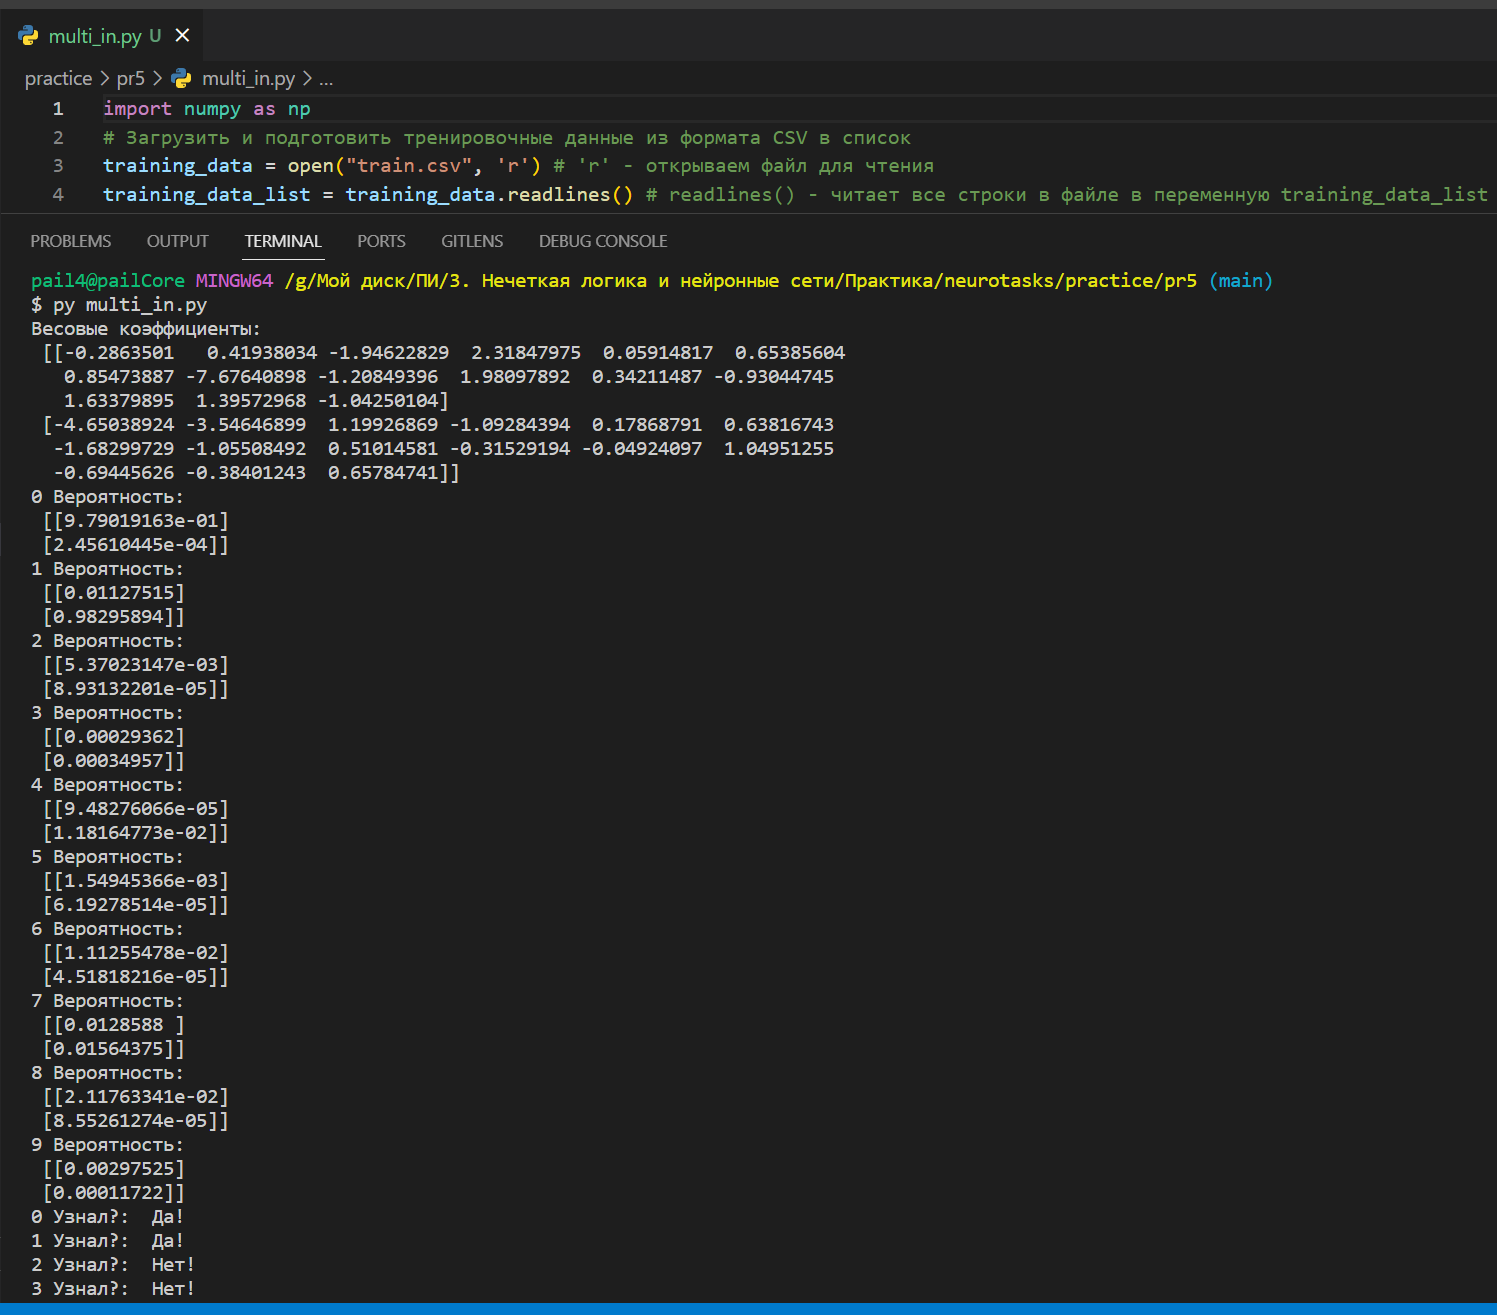 multi_in.py U
practice > pr5 > multi_in.py > ...
1 import numpy as np
2 # Загрузить и подготовить тренировочные данные из формата CSV в список
3 training_data = open("train.csv", 'r') # 'r' - открываем файл для чтения
4 training_data_list = training_data.readlines() # readlines() - читает все строки в файле в переменную training_data_list
PROBLEMS OUTPUT TERMINAL PORTS GITLENS DEBUG CONSOLE
pail4@pailCore MINGW64 /g/Мой диск/ПИ/3. Нечеткая логика и нейронные сети/Практика/neurotasks/practice/pr5 (main)
$ py multi_in.py
Весовые коэффициенты:
[[-0.2863501 0.41938034 -1.94622829 2.31847975 0.05914817 0.65385604
0.85473887 -7.67640898 -1.20849396 1.98097892 0.34211487 -0.93044745
1.63379895 1.39572968 -1.04250104]
[-4.65038924 -3.54646899 1.19926869 -1.09284394 0.17868791 0.63816743
-1.68299729 -1.05508492 0.51014581 -0.31529194 -0.04924097 1.04951255
-0.69445626 -0.38401243 0.65784741]]
0 Вероятность:
[[9.79019163e-01]
[2.45610445e-04]]
1 Вероятность:
[[0.01127515]
[0.98295894]]
2 Вероятность:
[[5.37023147e-03]
[8.93132201e-05]]
3 Вероятность:
[[0.00029362]
[0.00034957]]
4 Вероятность:
[[9.48276066e-05]
[1.18164773e-02]]
5 Вероятность:
[[1.54945366e-03]
[6.19278514e-05]]
6 Вероятность:
[[1.11255478e-02]
[4.51818216e-05]]
7 Вероятность:
[[0.0128588 ]
[0.01564375]]
8 Вероятность:
[[2.11763341e-02]
[8.55261274e-05]]
9 Вероятность:
[[0.00297525]
[0.00011722]]
0 Узнал?: Да!
1 Узнал?: Да!
2 Узнал?: Нет!
3 Узнал?: Нет!